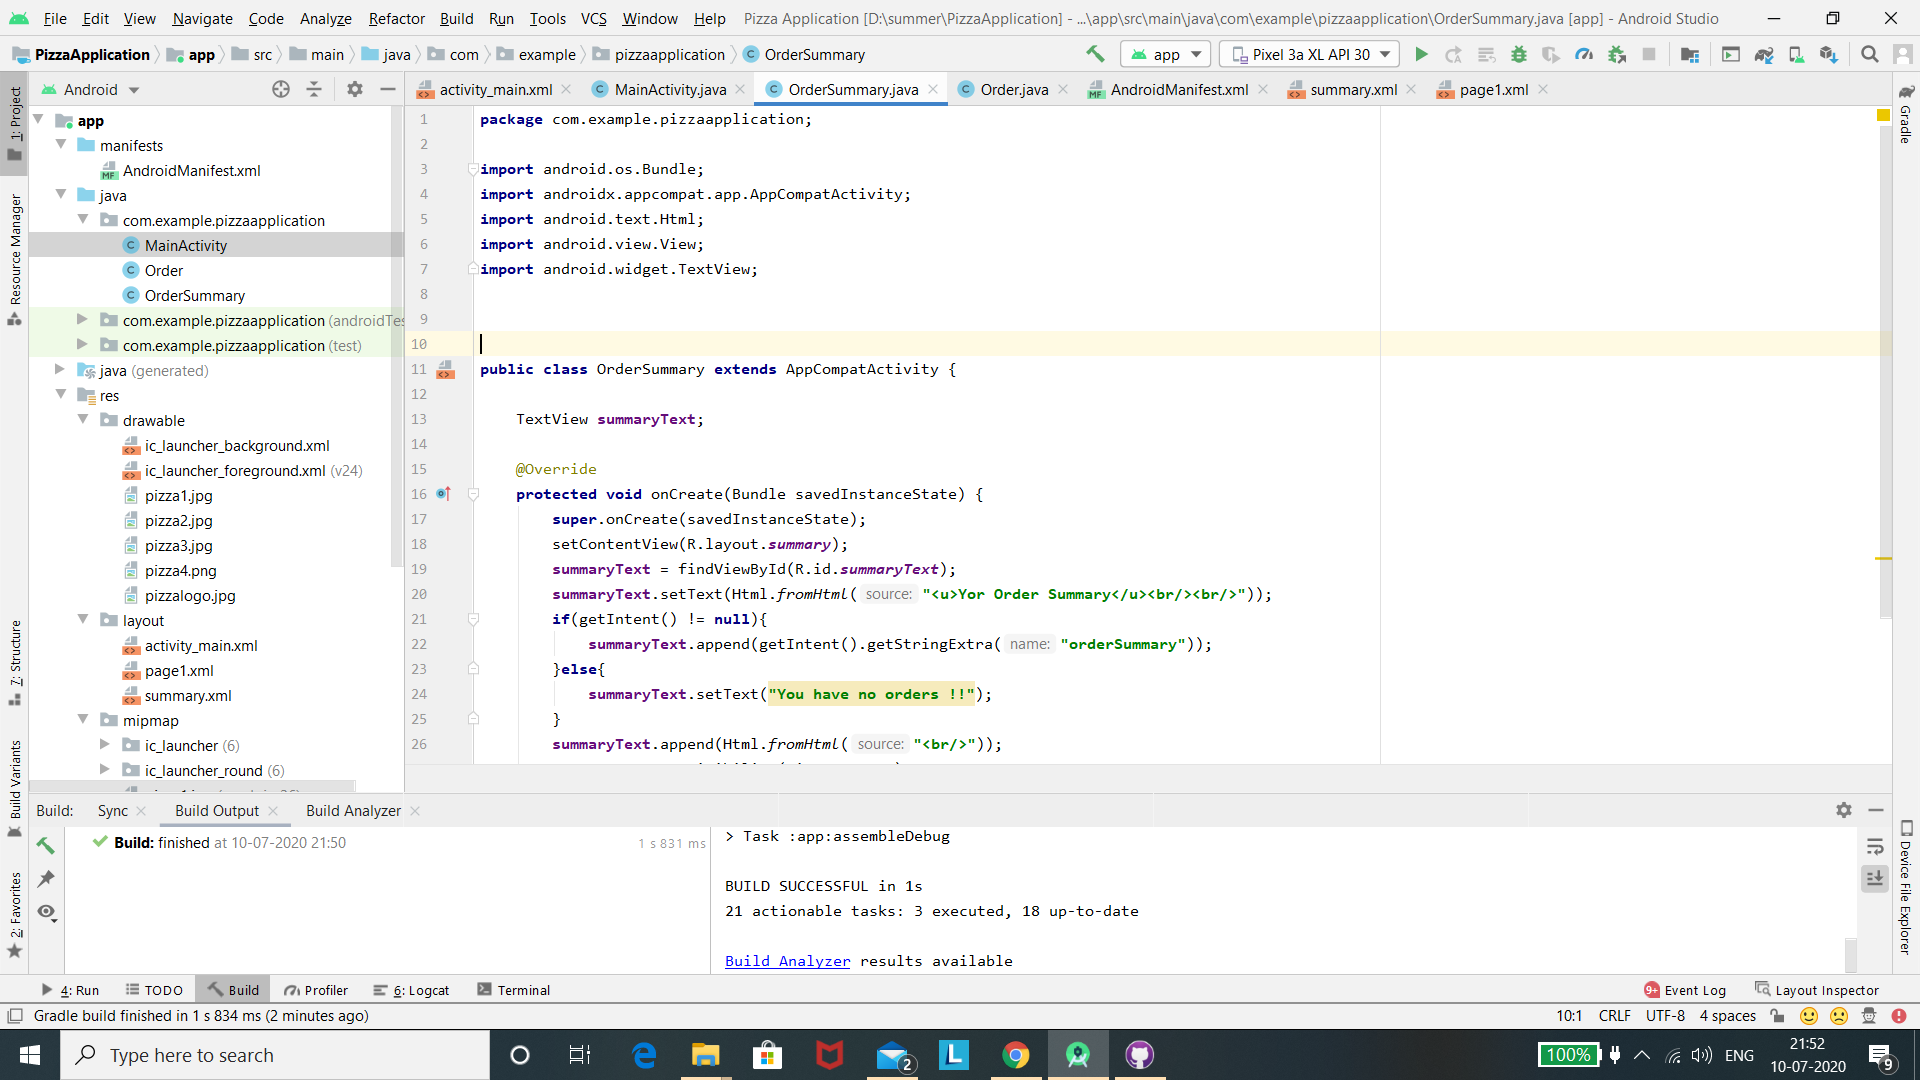 File Edit View Navigate Code Analyze Refactor Build Run Tools VCS Window Help Pizza Application [D:\summer\PizzaApplication] - ...\app\src\main\java\com\example\pizzaapplication\OrderSummary.java [app] - Android Studio
PizzaApplication app src main java com example pizzaapplication OrderSummary app Pixel 3a XL API 30
Android
activity_main.xml MainActivity.java OrderSummary.java Order.java AndroidManifest.xml summary.xml page1.xml
1: Project
Resource Manager
7: Structure
Build Variants
2: Favorites
app
manifests
AndroidManifest.xml
java
com.example.pizzaapplication
MainActivity
Order
OrderSummary
com.example.pizzaapplication (androidTes
com.example.pizzaapplication (test)
java (generated)
res
drawable
ic_launcher_background.xml
ic_launcher_foreground.xml (v24)
pizza1.jpg
pizza2.jpg
pizza3.jpg
pizza4.png
pizzalogo.jpg
layout
activity_main.xml
page1.xml
summary.xml
mipmap
ic_launcher (6)
ic_launcher_round (6)
1 package com.example.pizzaapplication;
2
3 import android.os.Bundle;
4 import androidx.appcompat.app.AppCompatActivity;
5 import android.text.Html;
6 import android.view.View;
7 import android.widget.TextView;
8
9
10
11 public class OrderSummary extends AppCompatActivity {
12
13 TextView summaryText;
14
15 @Override
16 protected void onCreate(Bundle savedInstanceState) {
17 super.onCreate(savedInstanceState);
18 setContentView(R.layout.summary);
19 summaryText = findViewById(R.id.summaryText);
20 summaryText.setText(Html.fromHtml( source: "<u>Yor Order Summary</u><br/><br/>"));
21 if(getIntent() != null){
22 summaryText.append(getIntent().getStringExtra( name: "orderSummary"));
23 }else{
24 summaryText.setText("You have no orders !!");
25 }
26 summaryText.append(Html.fromHtml( source: "<br/>"));
Gradle
Device File Explorer
Build: Sync Build Output Build Analyzer
Build: finished at 10-07-2020 21:50 1 s 831 ms
> Task :app:assembleDebug
BUILD SUCCESSFUL in 1s
21 actionable tasks: 3 executed, 18 up-to-date
Build Analyzer results available
4: Run TODO Build Profiler 6: Logcat Terminal 9+ Event Log Layout Inspector
Gradle build finished in 1 s 834 ms (2 minutes ago) 10:1 CRLF UTF-8 4 spaces
Type here to search 2 L 100% ENG 21:52
10-07-2020 9